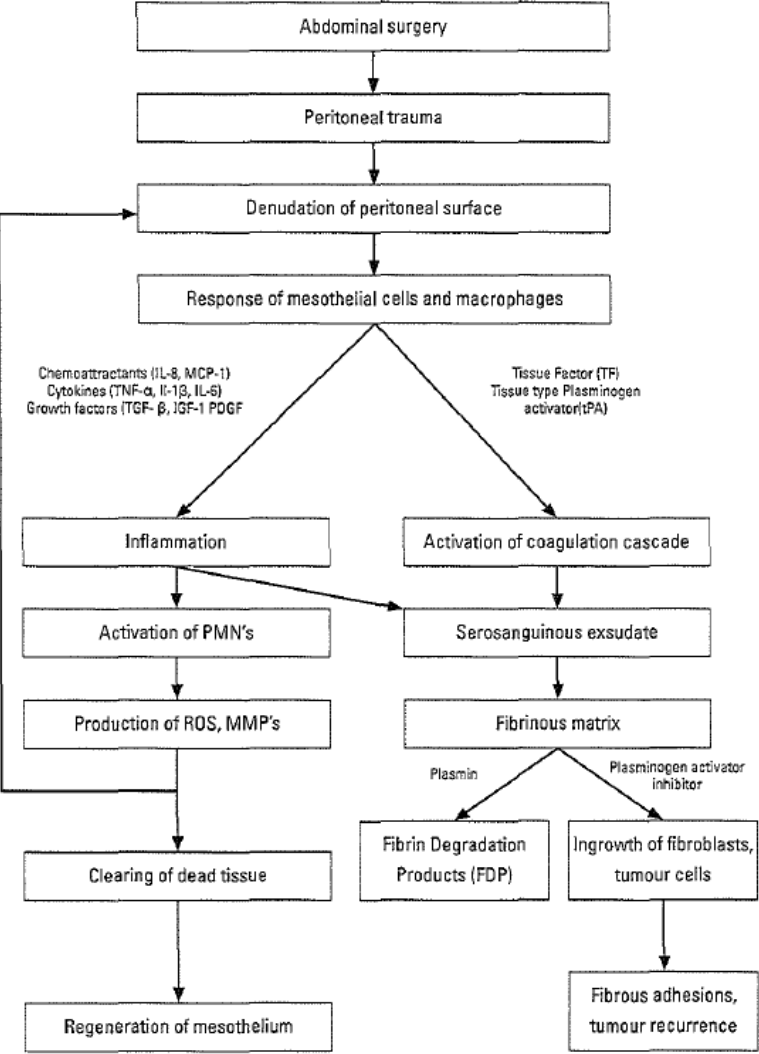 Abdominal surgery
Peritoneal trauma
Denudation of peritoneal surface
Response of mesothelial cells and macrophages
Chemoattractants (IL-8, MCP-1)
Cytokines (TNF-α, Il-1β, IL-6)
Growth factors (TGF- β, IGF-1 PDGF
Tissue Factor (TF)
Tissue type Plasminogen
activator(tPA)
Inflammation
Activation of coagulation cascade
Activation of PMN's
Serosanguinous exsudate
Production of ROS, MMP's
Fibrinous matrix
Plasmin
Plasminogen activator
inhibitor
Fibrin Degradation
Products (FDP)
Ingrowth of fibroblasts,
tumour cells
Clearing of dead tissue
Fibrous adhesions,
tumour recurrence
Regeneration of mesothelium